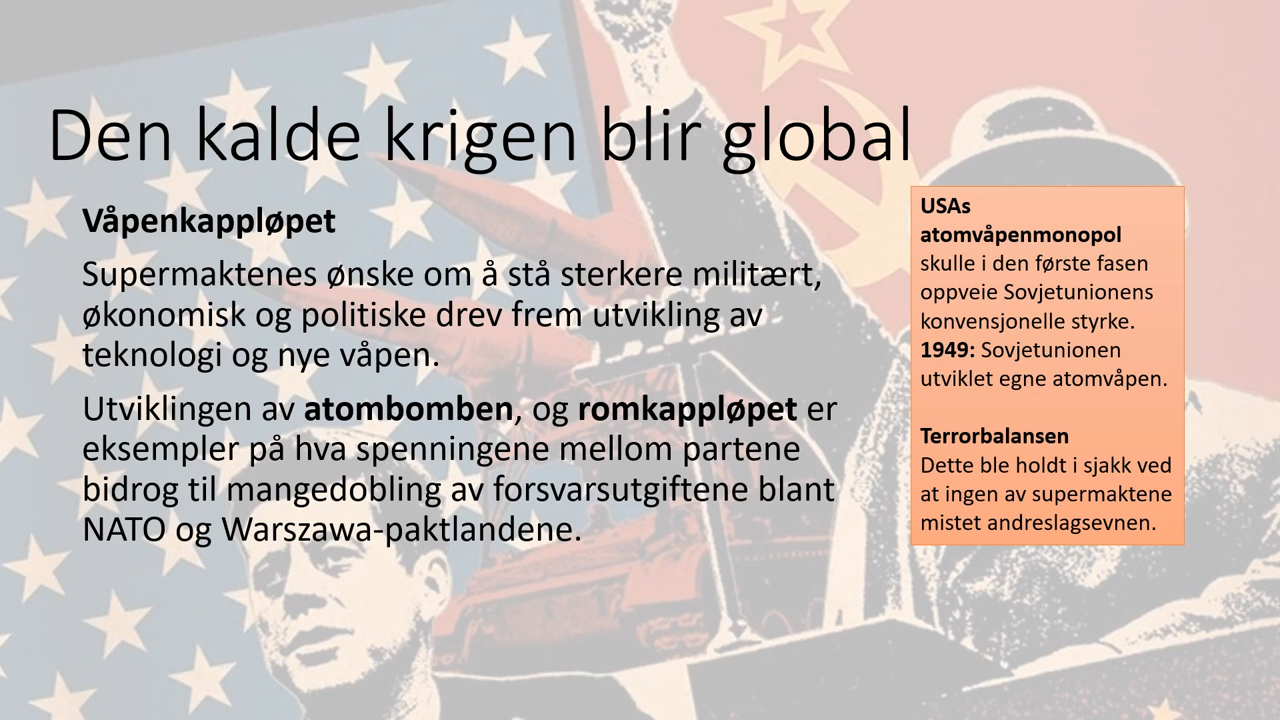 Den kalde krigen blir global
Våpenkappløpet
Supermaktenes ønske om å stå sterkere militært,
økonomisk og politiske drev frem utvikling av
teknologi og nye våpen.
Utviklingen av atombomben, og romkappløpet er
eksempler på hva spenningene mellom partene
bidrog til mangedobling av forsvarsutgiftene blant
NATO og Warszawa-paktlandene.
USAs
atomvåpenmonopol
skulle i den første fasen
oppveie Sovjetunionens
konvensjonelle styrke.
1949: Sovjetunionen
utviklet egne atomvåpen.
Terrorbalansen
Dette ble holdt i sjakk ved
at ingen av supermaktene
mistet andreslagsevnen.